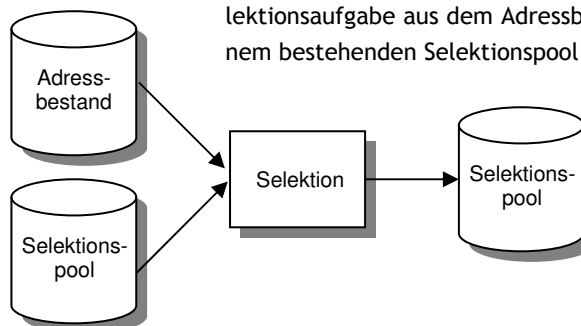 lektionsaufgabe aus dem Adressb
nem bestehenden Selektionspool
Adress-
bestand
Selektion
Selektions-
pool
Selektions-
pool